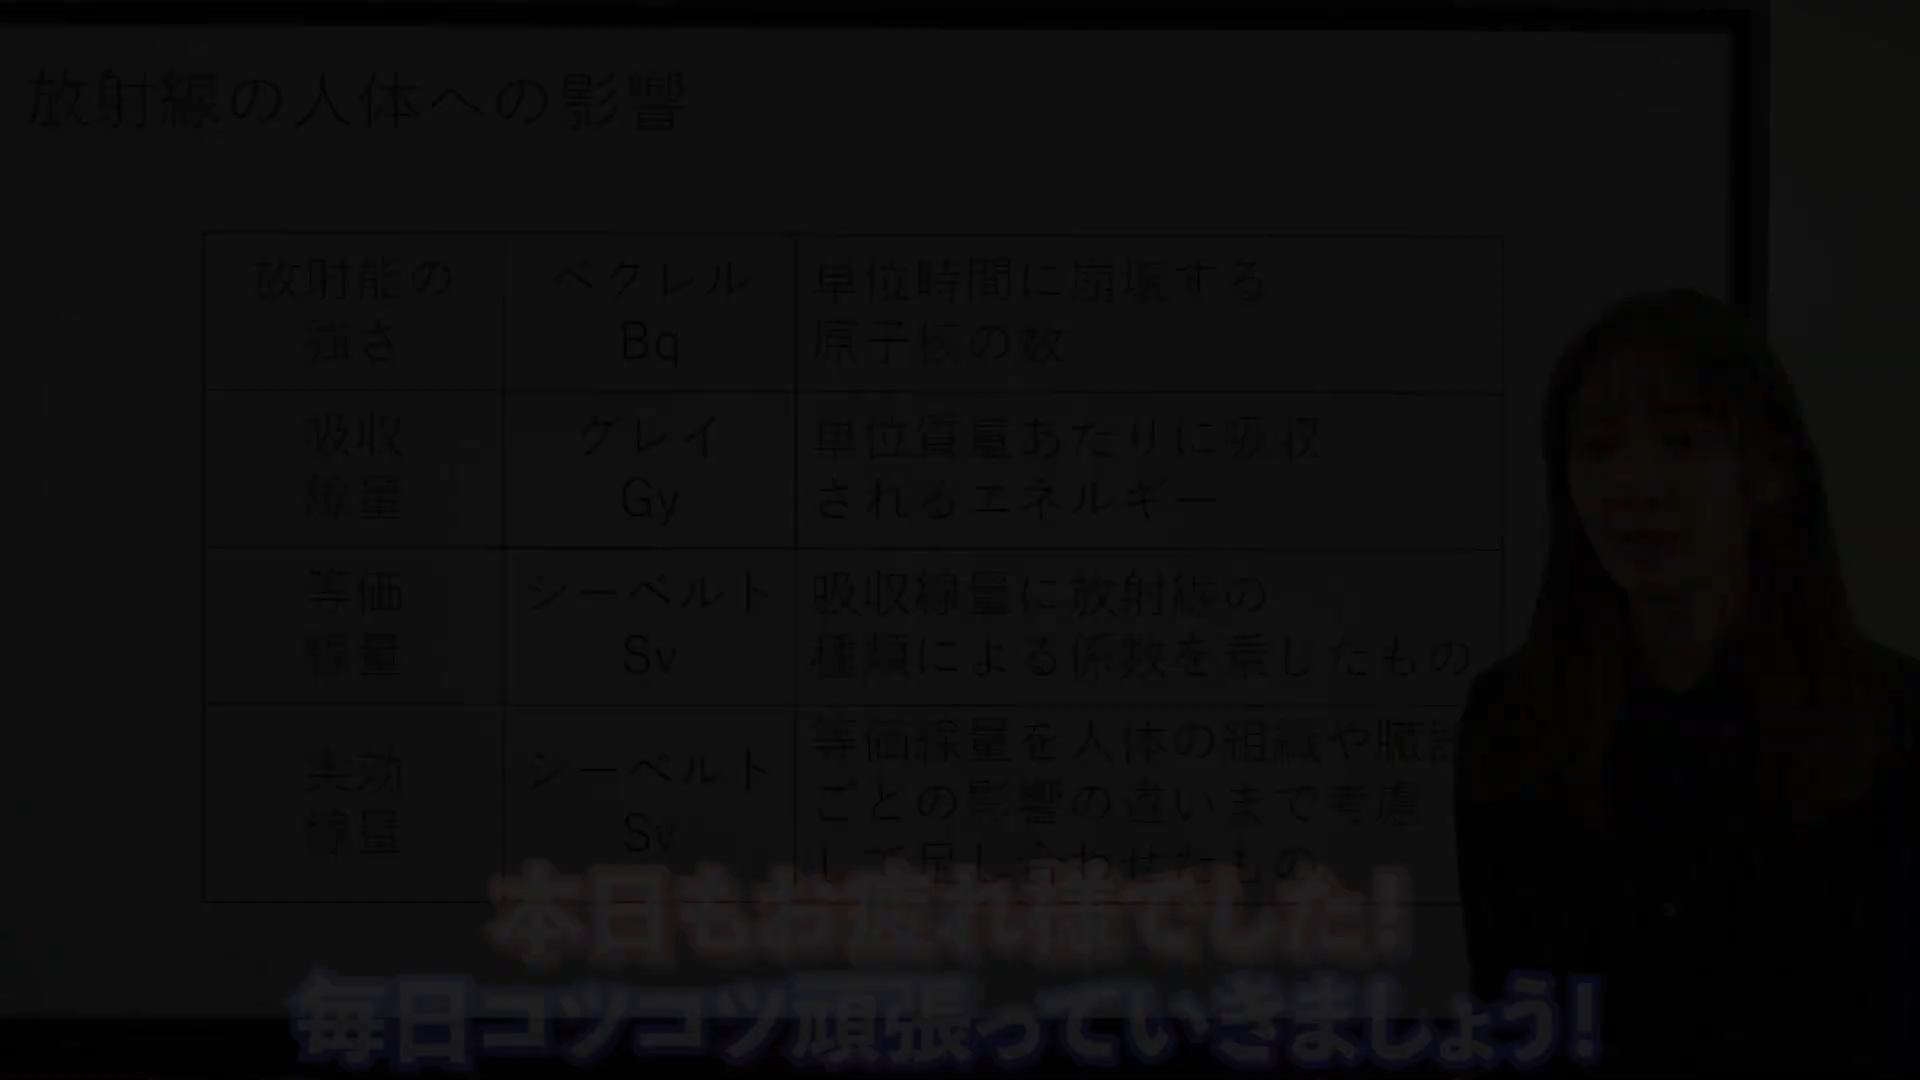 放射線の人体への影響
放射能の
強さ
ベクレル
Bq
単位時間に崩壊する
原子核の数
吸収
線量
グレイ
Gy
単位質量あたりに吸収
されるエネルギー
等価
線量
シーベルト
Sv
吸収線量に放射線の
種類による係数を乗じたもの
実効
線量
シーベルト
Sv
等価線量を人体の組織や臓器
ごとの影響の違いまで考慮
して足し合わせたもの
本日もお疲れ様でした!
毎日コツコツ頑張っていきましょう!